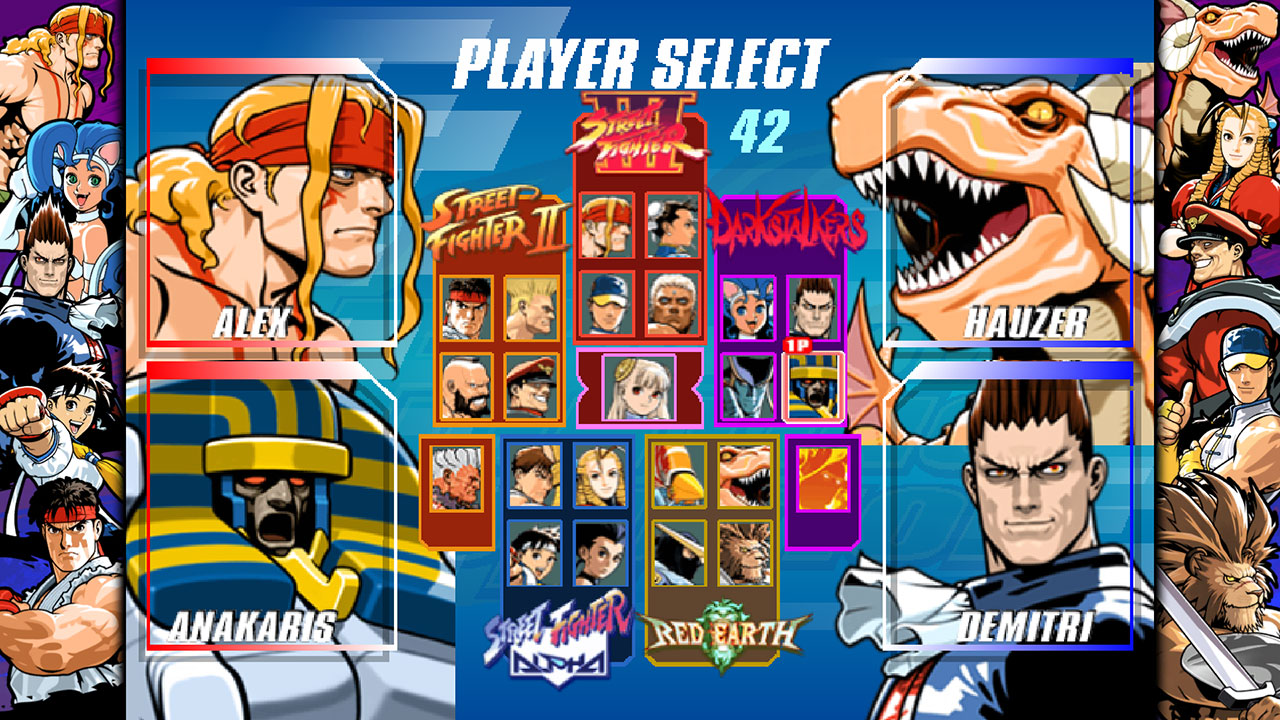 PLAYER SELECT
42
STREET
FIGHTER
III
STREET
FIGHTER II
DARKSTALKERS
ALEX
HAUZER
1P
ANAKARIS
DEMITRI
STREET FIGHTER
ALPHA
RED EARTH